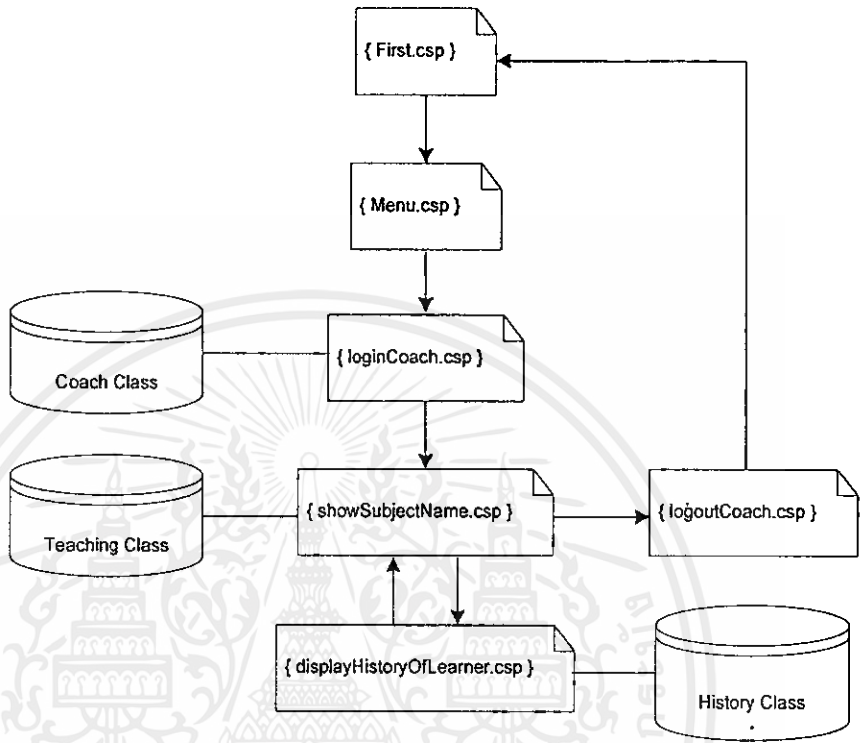 { First.csp }
{ Menu.csp }
{ loginCoach.csp }
Coach Class
{ showSubjectName.csp }
{ logoutCoach.csp }
Teaching Class
{ displayHistoryOfLearner.csp }
History Class